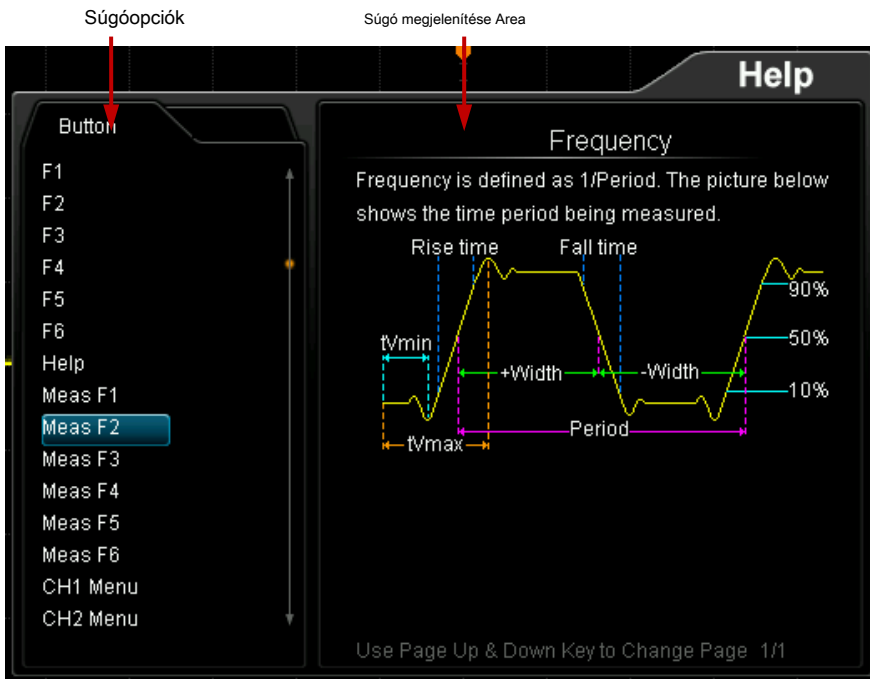 Súgóopciók
Súgó megjelenítése Area
Help
Button
F1
F2
F3
F4
F5
F6
Help
Meas F1
Meas F2
Meas F3
Meas F4
Meas F5
Meas F6
CH1 Menu
CH2 Menu
Frequency
Frequency is defined as 1/Period. The picture below
shows the time period being measured.
Rise time
Fall time
90%
tVmin
50%
+Width
-Width
10%
Period
tVmax
Use Page Up & Down Key to Change Page 1/1